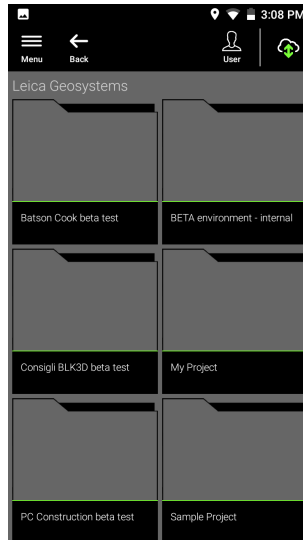 3:08 PM
Menu
Back
User
Leica Geosystems
Batson Cook beta test
BETA environment - internal
Consigli BLK3D beta test
My Project
PC Construction beta test
Sample Project